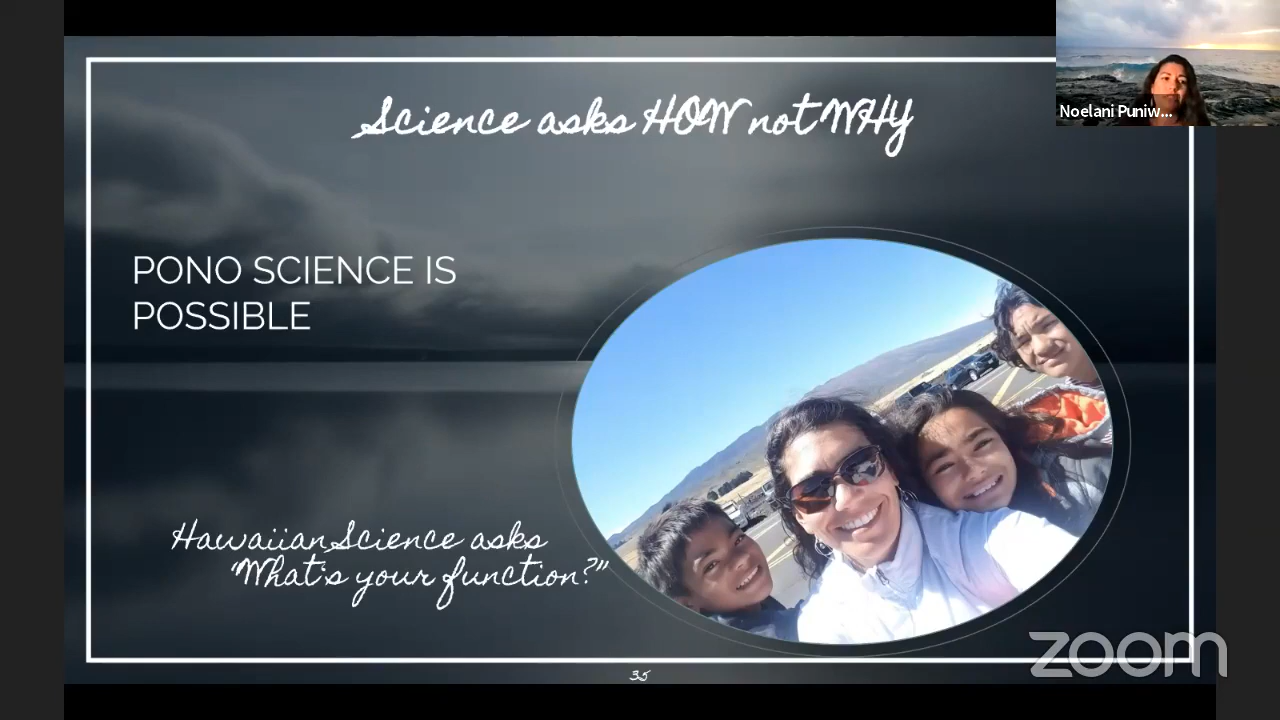 Science asks HOW not WHY
Noelani Puniw...
PONO SCIENCE IS
POSSIBLE
Hawaiian Science asks
"What's your function?"
zoom
35